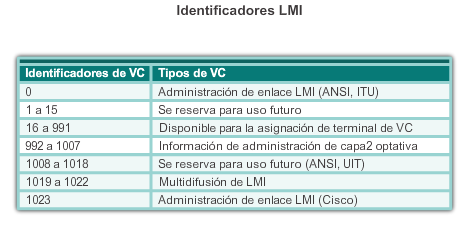 Identificadores LMI
Identificadores de VC Tipos de VC
0 Administración de enlace LMI (ANSI, ITU)
1 a 15 Se reserva para uso futuro
16 a 991 Disponible para la asignación de terminal de VC
992 a 1007 Información de administración de capa2 optativa
1008 a 1018 Se reserva para uso futuro (ANSI, UIT)
1019 a 1022 Multidifusión de LMI
1023 Administración de enlace LMI (Cisco)